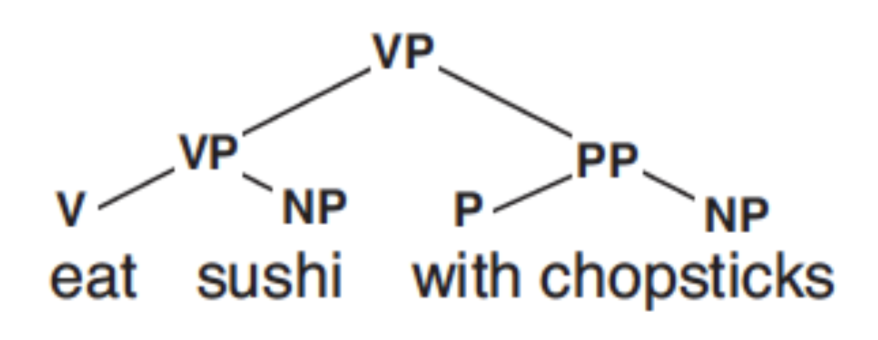 VP
VP PP
V NP P NP
eat sushi with chopsticks